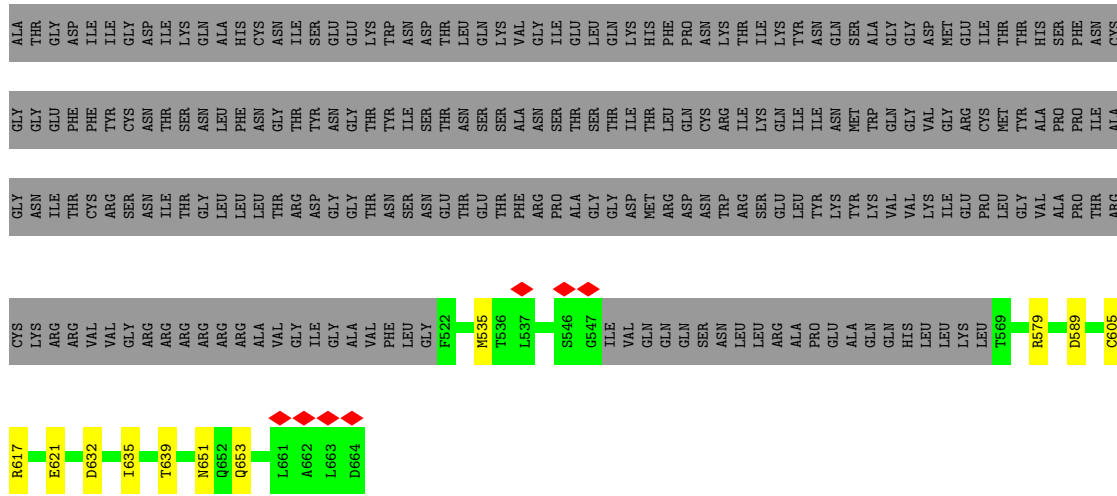 ALA THR GLY ASP ILE ILE GLY ASP ILE LYS GLN ALA HIS CYS ASN ILE SER GLU GLU LYS TRP ASN ASP THR LEU GLN LYS VAL GLY ILE GLU LEU GLN LYS HIS PHE PRO ASN LYS THR ILE LYS TYR ASN GLN SER ALA GLY GLY ASP MET GLU ILE THR THR HIS SER PHE ASN CYS
GLY GLY GLU PHE PHE TYR CYS ASN THR SER ASN LEU PHE ASN GLY THR TYR ASN GLY THR TYR ILE SER THR ASN SER SER ALA ASN SER THR SER THR ILE THR LEU GLN CYS ARG ILE LYS GLN ILE ILE ASN MET TRP GLN GLY VAL GLY ARG CYS MET TYR ALA PRO PRO ILE ALA
GLY ASN ILE THR CYS ARG SER ASN ILE THR GLY LEU LEU LEU THR ARG ASP GLY GLY THR ASN SER ASN GLU THR GLU THR PHE ARG PRO ALA GLY GLY ASP MET ARG ASP ASN TRP ARG SER GLU LEU TYR LYS TYR LYS VAL VAL LYS ILE GLU PRO LEU GLY VAL ALA PRO THR ARG
CYS LYS ARG ARG VAL VAL GLY ARG ARG ARG ARG ARG ARG ALA VAL GLY ILE GLY ALA VAL PHE LEU GLY F522 M535 T536 L537 S546 G547 ILE VAL GLN GLN GLN SER ASN LEU LEU ARG ALA PRO GLU ALA GLN GLN HIS LEU LEU LYS LEU T569 R579 D589 C605
R617 E621 D632 I635 T639 N651 Q652 Q653 L661 A662 L663 D664